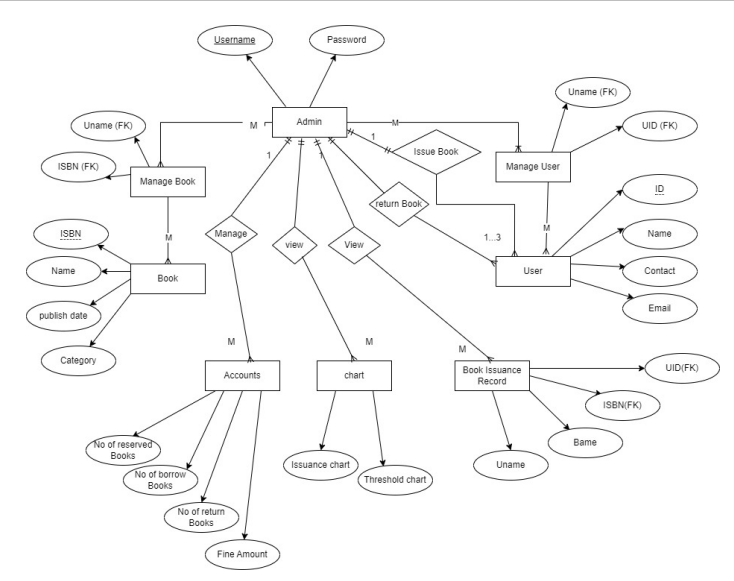 Username
Password
Uname (FK)
Uname (FK)
UID (FK)
M
Admin
M
1
Issue Book
ISBN (FK)
Manage Book
1
1
Manage User
return Book
ID
ISBN
M
Manage
view
View
1...3
M
Name
Name
Book
User
Contact
publish date
Email
Category
M
M
M
Accounts
chart
Book Issuance
Record
UID(FK)
ISBN(FK)
No of reserved
Books
Bame
Issuance chart
Uname
No of borrow
Books
Threshold chart
No of return
Books
Fine Amount